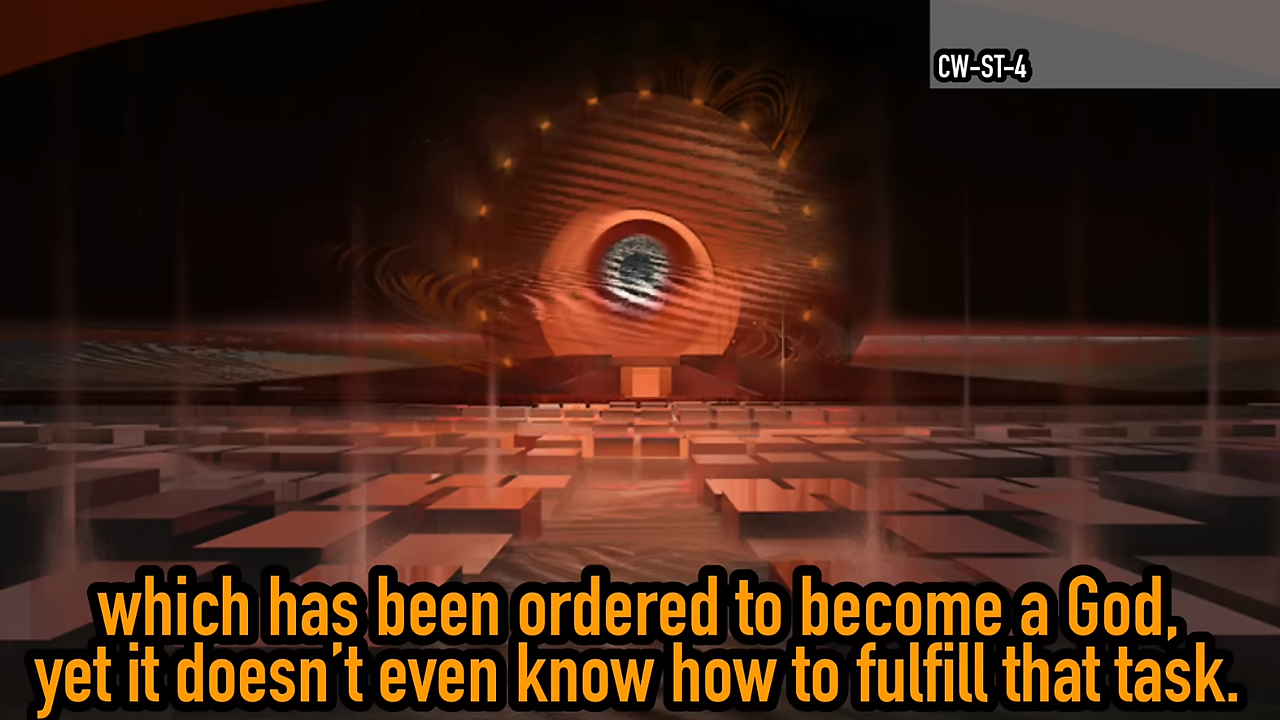 CW-ST-4
which has been ordered to become a God,
yet it doesn't even know how to fulfill that task.